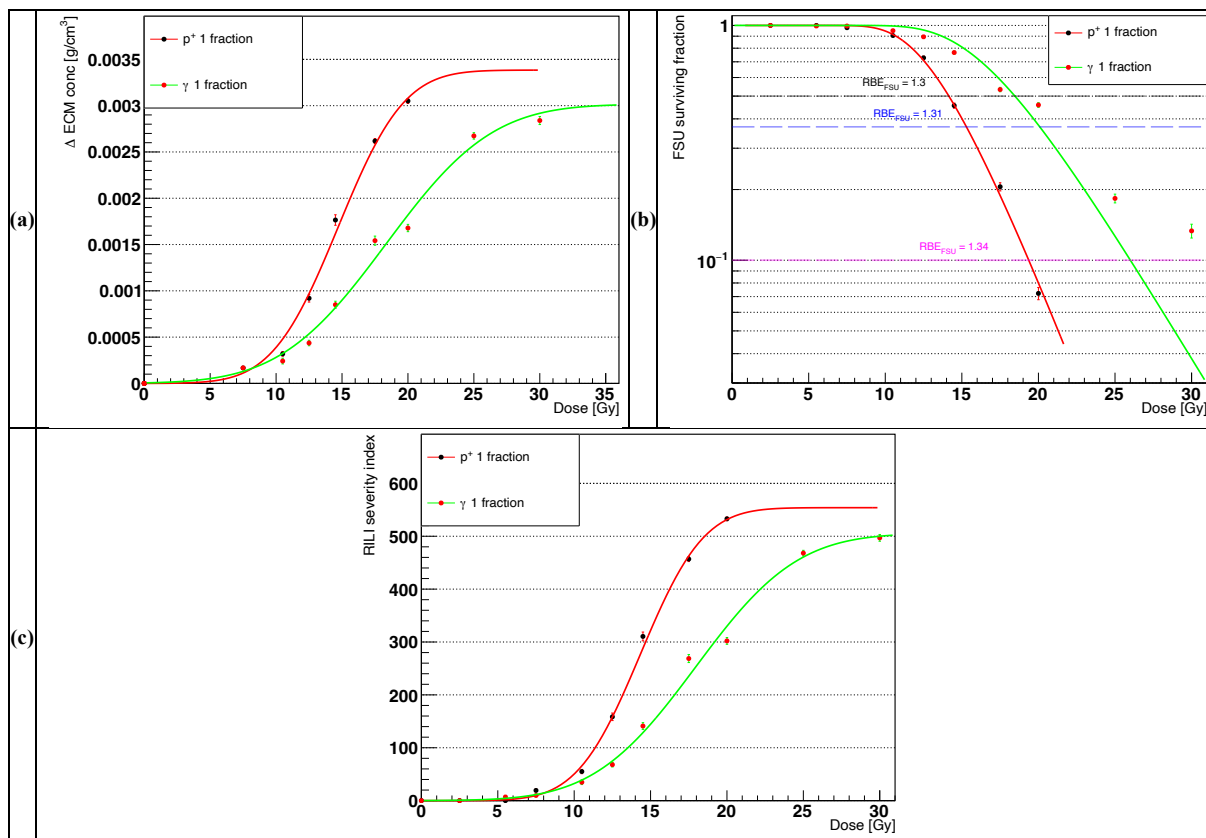 (a)
Δ ECM conc [g/cm³]
p⁺ 1 fraction
γ 1 fraction
0.0035
0.003
0.0025
0.002
0.0015
0.001
0.0005
0
0 5 10 15 20 25 30 35
Dose [Gy]
(b)
FSU surviving fraction
p⁺ 1 fraction
γ 1 fraction
1
RBE_FSU = 1.3
RBE_FSU = 1.31
RBE_FSU = 1.34
10⁻¹
0 5 10 15 20 25 30
Dose [Gy]
(c)
RILI severity index
p⁺ 1 fraction
γ 1 fraction
600
500
400
300
200
100
0
0 5 10 15 20 25 30
Dose [Gy]